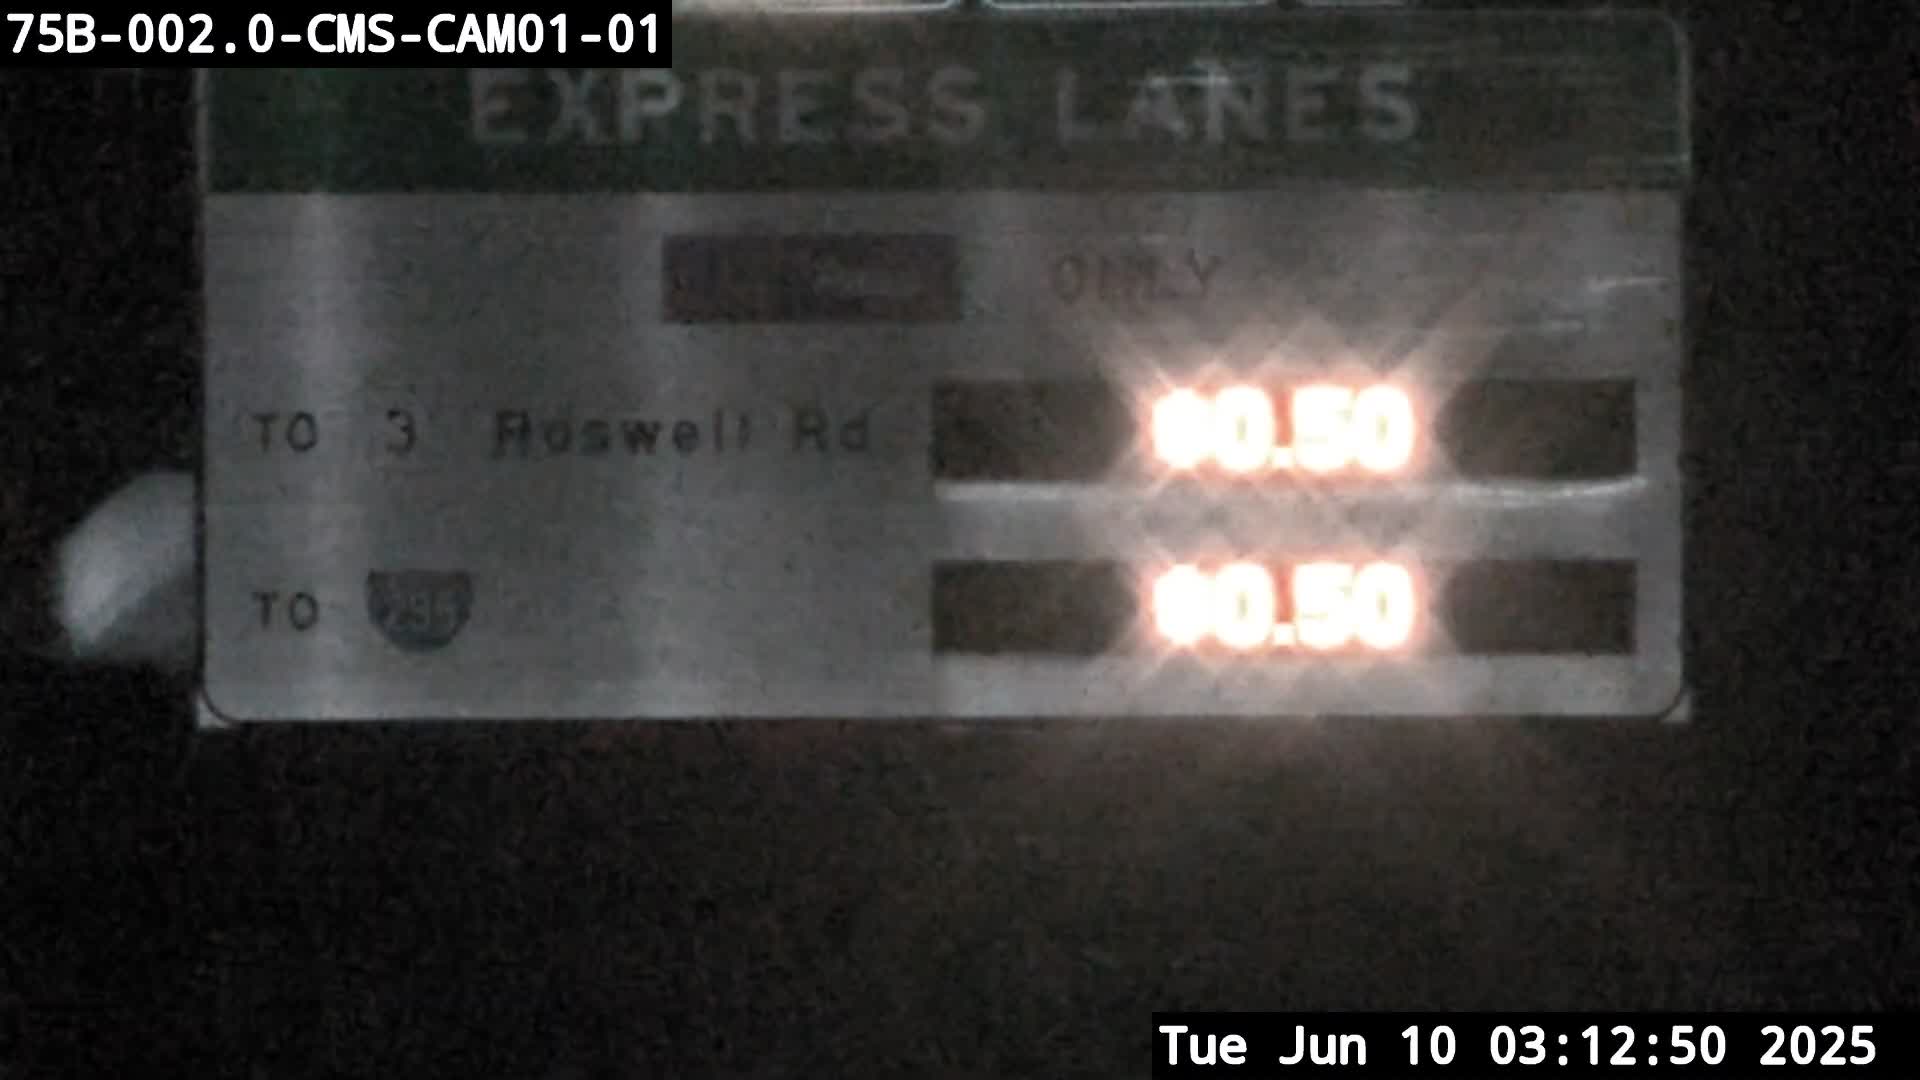 75B-002.0-CMS-CAM01-01
EXPRESS LANES
ONLY
TO 3 Roswell Rd $0.50
TO 285 $0.50
Tue Jun 10 03:12:50 2025